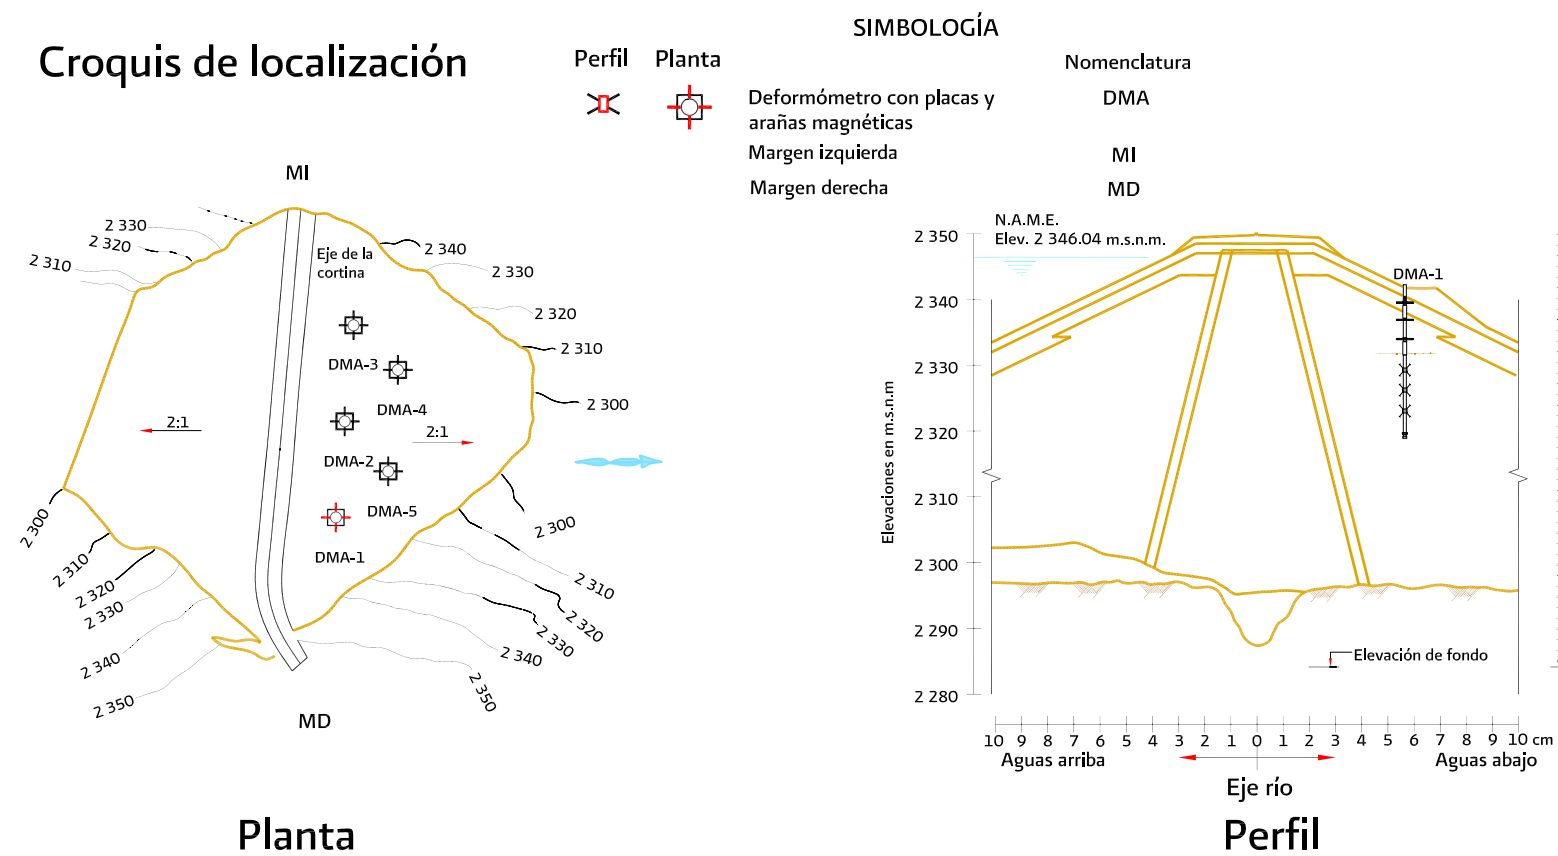 Croquis de localización
SIMBOLOGÍA
Perfil Planta
Nomenclatura
Deformómetro con placas y
arañas magnéticas
DMA
Margen izquierda
MI
Margen derecha
MD
MI
2 330
2 320
2 310
Eje de la
cortina
2 340
2 330
2 320
2 310
2 300
DMA-3
DMA-4
2:1
2:1
DMA-2
DMA-5
DMA-1
2 300
2 310
2 320
2 330
2 340
2 350
2 300
2 310
2 320
2 330
2 340
2 350
MD
Planta
N.A.M.E.
Elev. 2 346.04 m.s.n.m.
DMA-1
Elevaciones en m.s.n.m
2 350
2 340
2 330
2 320
2 310
2 300
2 290
2 280
Elevación de fondo
10 9 8 7 6 5 4 3 2 1 0 1 2 3 4 5 6 7 8 9 10 cm
Aguas arriba
Aguas abajo
Eje río
Perfil